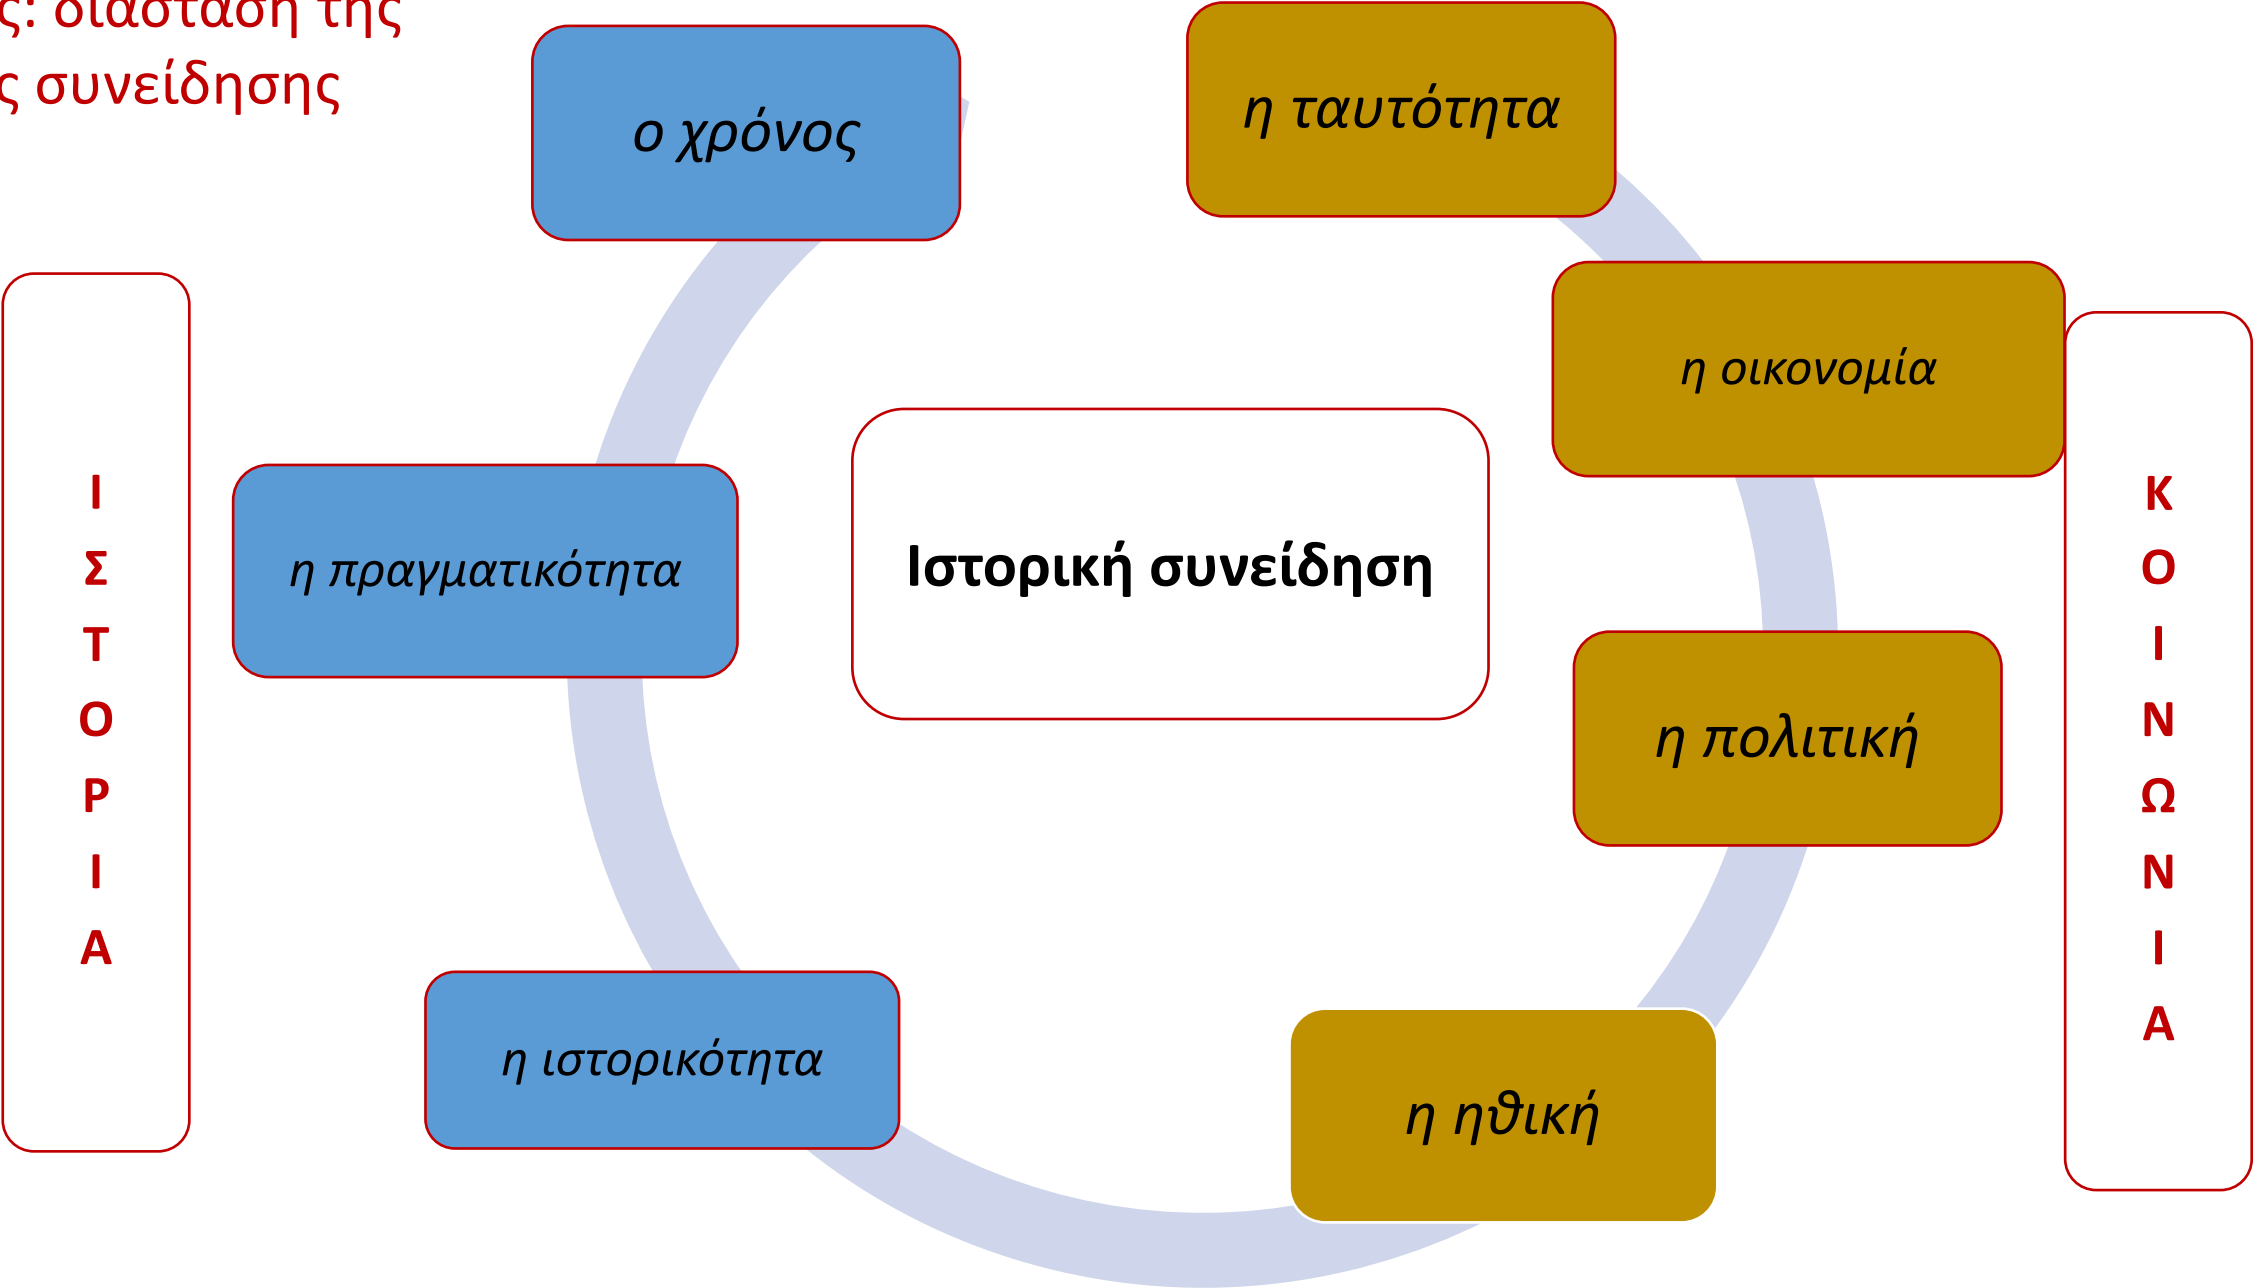 ς: διάσταση της
ς συνείδησης
ο χρόνος
η ταυτότητα
η οικονομία
Ι
Σ
Τ
Ο
Ρ
Ι
Α
η πραγματικότητα
Ιστορική συνείδηση
Κ
Ο
Ι
Ν
Ω
Ν
Ι
Α
η πολιτική
η ιστορικότητα
η ηθική